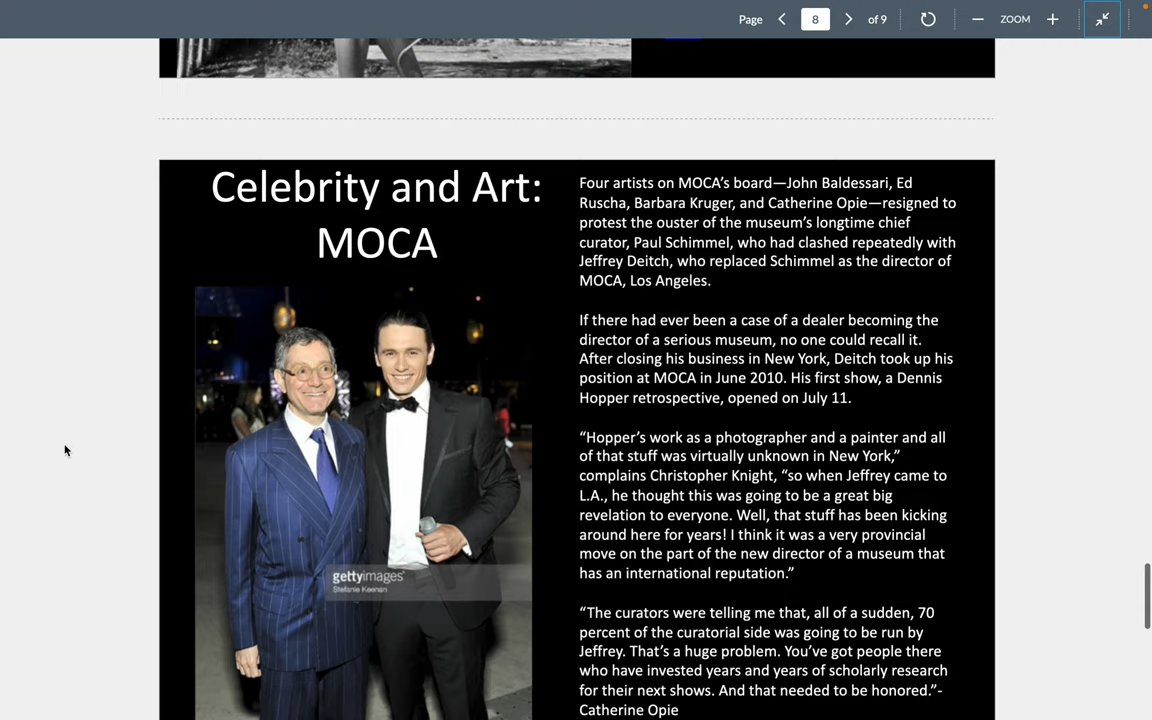 Page
8
of 9
ZOOM
Celebrity and Art:
MOCA
Four artists on MOCA's board—John Baldessari, Ed
Ruscha, Barbara Kruger, and Catherine Opie—resigned to
protest the ouster of the museum's longtime chief
curator, Paul Schimmel, who had clashed repeatedly with
Jeffrey Deitch, who replaced Schimmel as the director of
MOCA, Los Angeles.
If there had ever been a case of a dealer becoming the
director of a serious museum, no one could recall it.
After closing his business in New York, Deitch took up his
position at MOCA in June 2010. His first show, a Dennis
Hopper retrospective, opened on July 11.
“Hopper's work as a photographer and a painter and all
of that stuff was virtually unknown in New York,”
complains Christopher Knight, “so when Jeffrey came to
L.A., he thought this was going to be a great big
revelation to everyone. Well, that stuff has been kicking
around here for years! I think it was a very provincial
move on the part of the new director of a museum that
has an international reputation.”
“The curators were telling me that, all of a sudden, 70
percent of the curatorial side was going to be run by
Jeffrey. That's a huge problem. You've got people there
who have invested years and years of scholarly research
for their next shows. And that needed to be honored.”-
Catherine Opie
gettyimages®
Stefanie Keenan